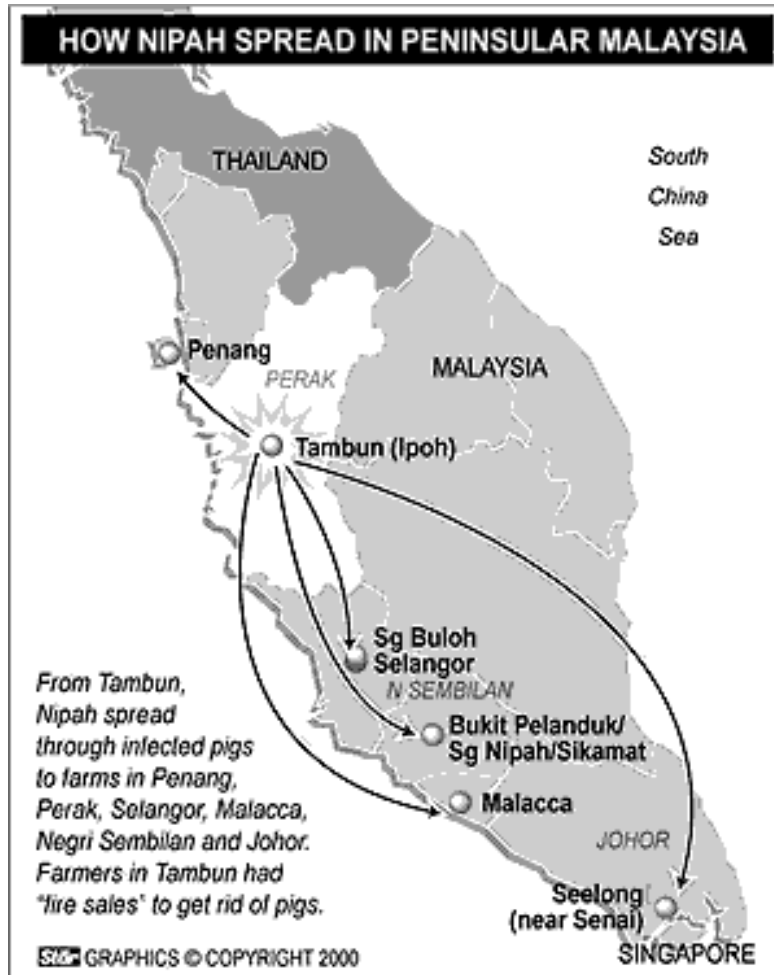 HOW NIPAH SPREAD IN PENINSULAR MALAYSIA
THAILAND
South
China
Sea
Penang
PERAK
MALAYSIA
Tambun (Ipoh)
Sg Buloh
Selangor
N SEMBILAN
Bukit Pelanduk/
Sg Nipah/Sikamat
Malacca
JOHOR
Seelong
(near Senai)
SINGAPORE
From Tambun,
Nipah spread
through infected pigs
to farms in Penang,
Perak, Selangor, Malacca,
Negri Sembilan and Johor.
Farmers in Tambun had
"fire sales" to get rid of pigs.
Star GRAPHICS © COPYRIGHT 2000